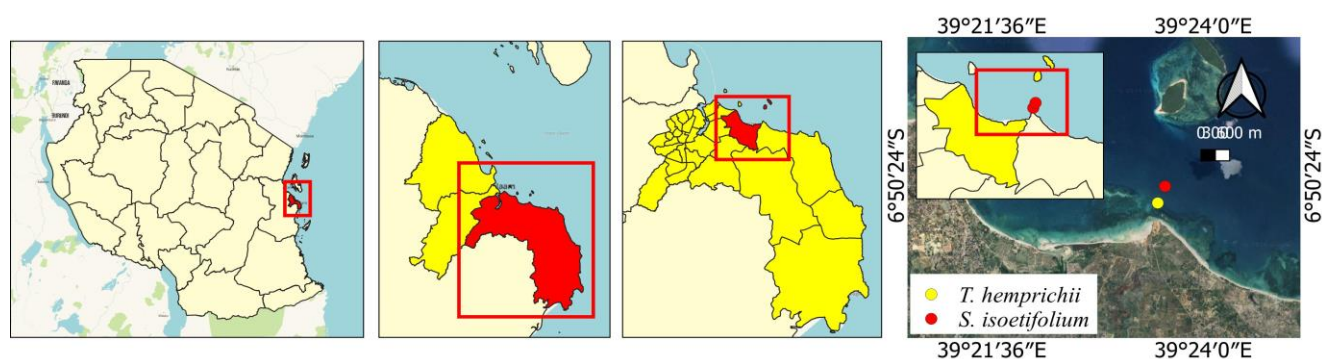 39°21′36″E
39°24′0″E
RWANDA
BURUNDI
6°50′24″S
6°50′24″S
T. hemprichii
S. isoetifolium
39°21′36″E
39°24′0″E